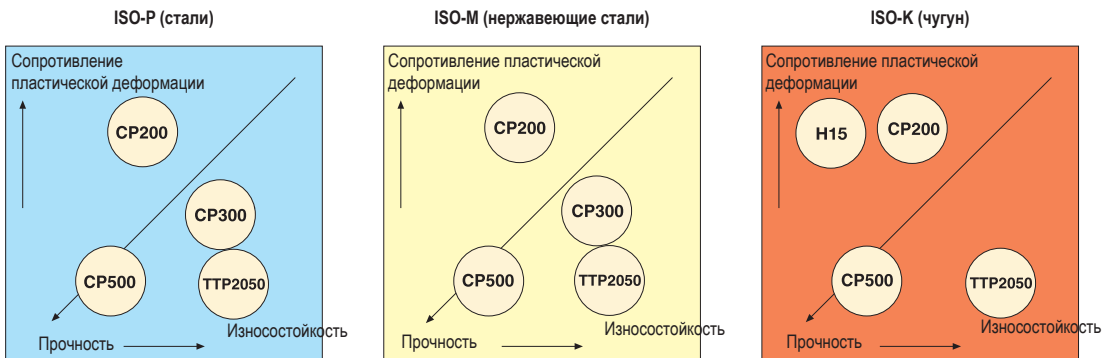 ISO-P (стали)
Сопротивление
пластической деформации
CP200
CP300
CP500
TTP2050
Износостойкость
Прочность
ISO-M (нержавеющие стали)
Сопротивление пластической
деформации
CP200
CP300
CP500
TTP2050
Износостойкость
Прочность
ISO-K (чугун)
Сопротивление пластической
деформации
H15
CP200
CP500
TTP2050
Износостойкость
Прочность